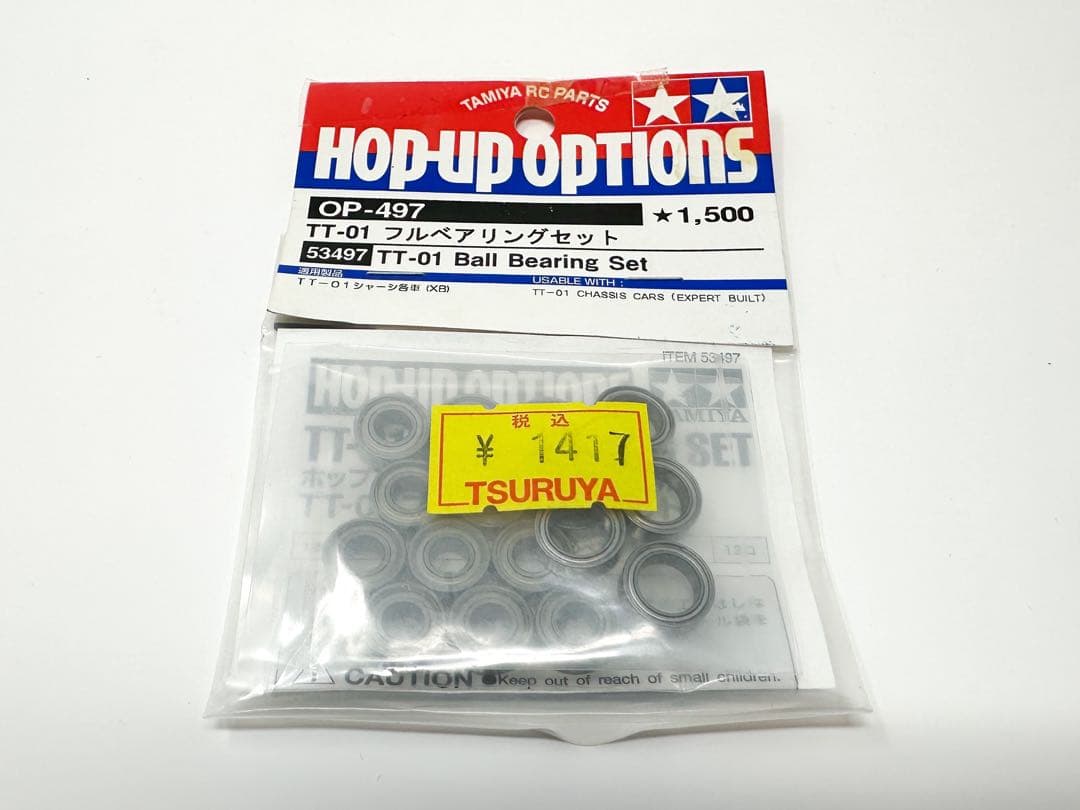 TAMIYA RC PARTS
HOP-UP OPTIONS
OP-497
★1,500
TT-01 フルベアリングセット
53497 TT-01 Ball Bearing Set
適用製品
TT-01シャーシ各車 (XB)
USABLE WITH :
TT-01 CHASSIS CARS (EXPERT BUILT)
ITEM 53497
HOP-UP OPTIONS
TAMIYA
税込
¥ 1417
TSURUYA
SET
ホップ
CAUTION ●Keep out of reach of small children.